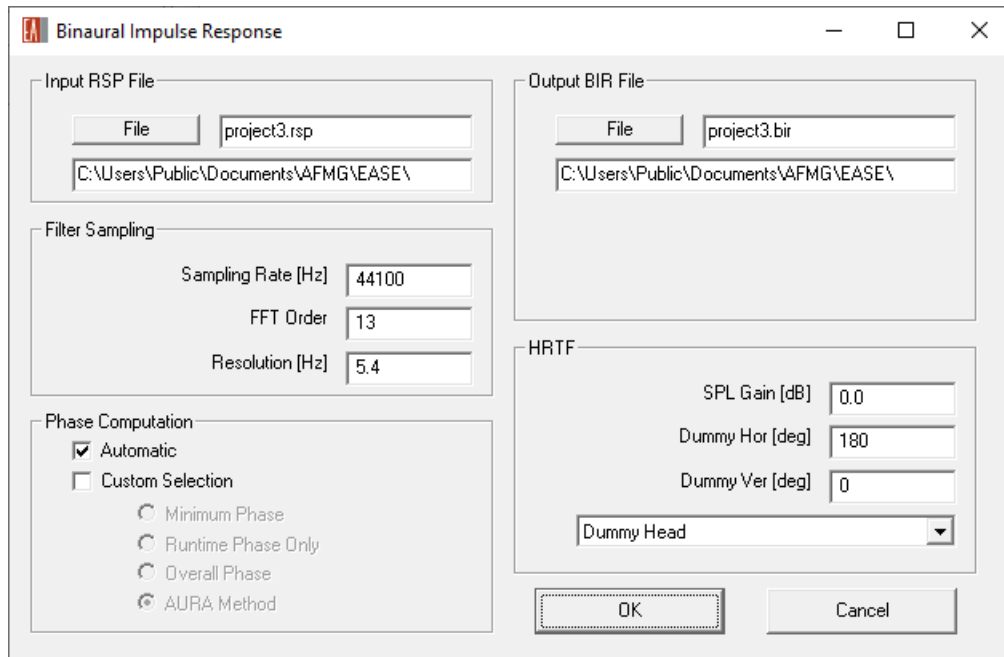 EA Binaural Impulse Response
Input RSP File
File project3.rsp
C:\Users\Public\Documents\AFMG\EASE\
Filter Sampling
Sampling Rate [Hz] 44100
FFT Order 13
Resolution [Hz] 5.4
Phase Computation
Automatic
Custom Selection
Minimum Phase
Runtime Phase Only
Overall Phase
AURA Method
Output BIR File
File project3.bir
C:\Users\Public\Documents\AFMG\EASE\
HRTF
SPL Gain [dB] 0.0
Dummy Hor [deg] 180
Dummy Ver [deg] 0
Dummy Head
OK Cancel